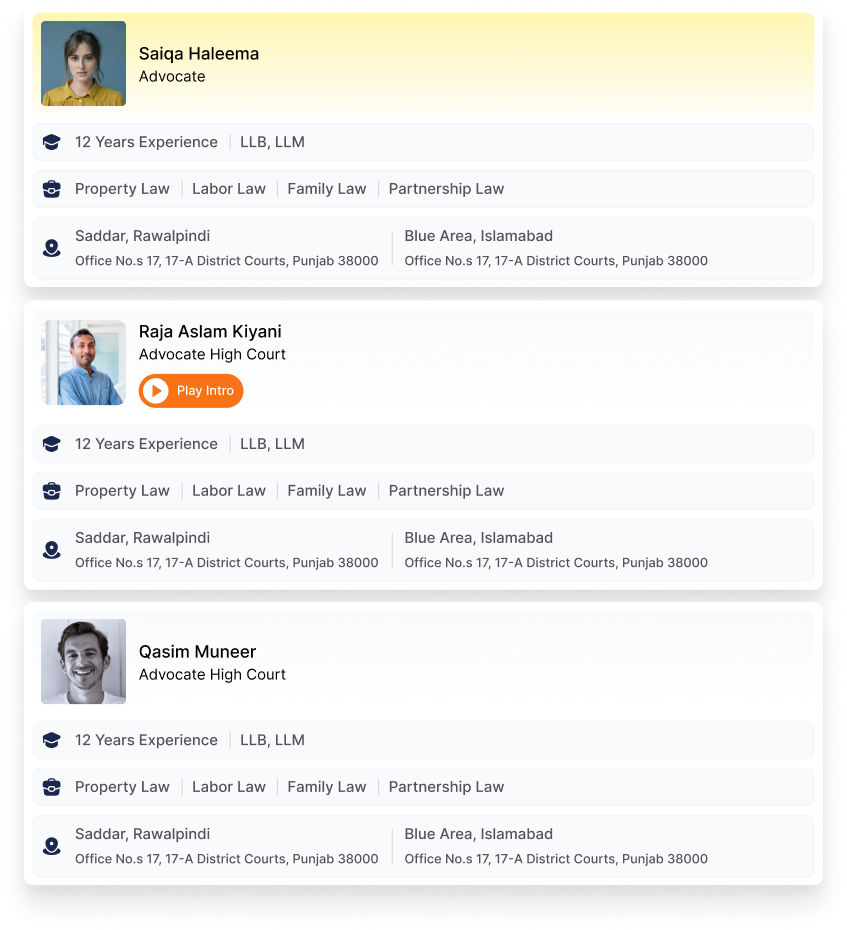 Saiqa Haleema
Advocate
12 Years Experience | LLB, LLM
Property Law | Labor Law | Family Law | Partnership Law
Saddar, Rawalpindi
Office No.s 17, 17-A District Courts, Punjab 38000
Blue Area, Islamabad
Office No.s 17, 17-A District Courts, Punjab 38000
Raja Aslam Kiyani
Advocate High Court
Play Intro
12 Years Experience | LLB, LLM
Property Law | Labor Law | Family Law | Partnership Law
Saddar, Rawalpindi
Office No.s 17, 17-A District Courts, Punjab 38000
Blue Area, Islamabad
Office No.s 17, 17-A District Courts, Punjab 38000
Qasim Muneer
Advocate High Court
12 Years Experience | LLB, LLM
Property Law | Labor Law | Family Law | Partnership Law
Saddar, Rawalpindi
Office No.s 17, 17-A District Courts, Punjab 38000
Blue Area, Islamabad
Office No.s 17, 17-A District Courts, Punjab 38000